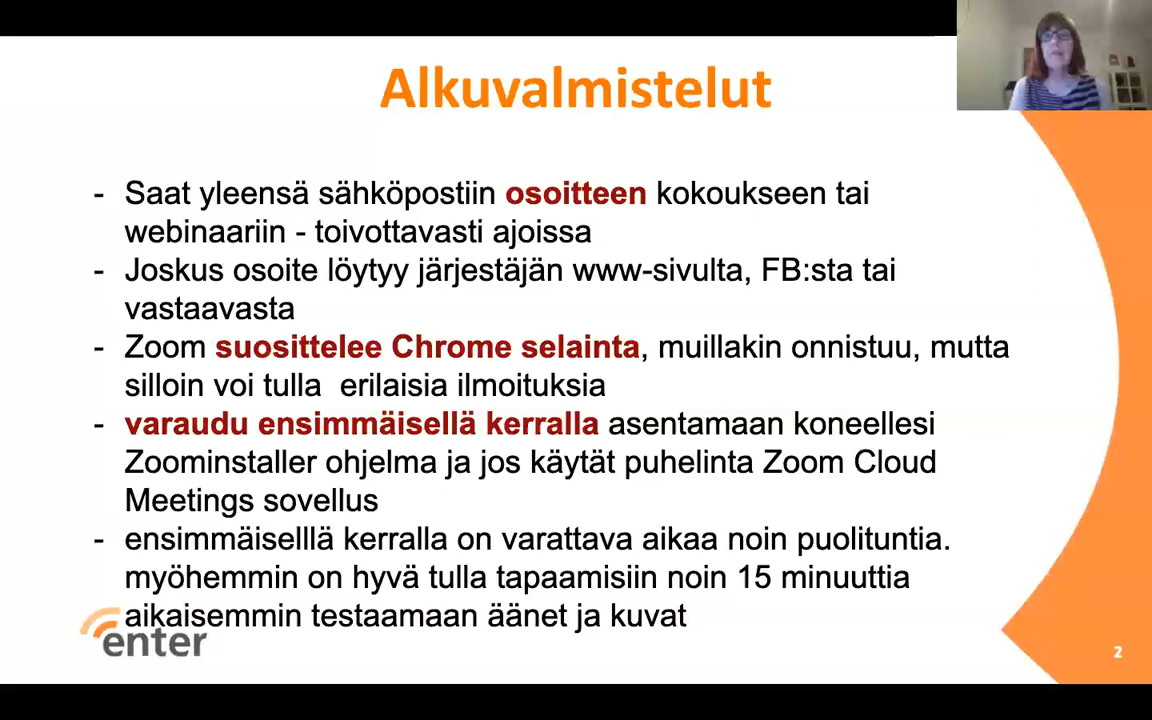 Alkuvalmistelut
- Saat yleensä sähköpostiin osoitteen kokoukseen tai
webinaariin - toivottavasti ajoissa
- Joskus osoite löytyy järjestäjän www-sivulta, FB:sta tai
vastaavasta
- Zoom suosittelee Chrome selainta, muillakin onnistuu, mutta
silloin voi tulla  erilaisia ilmoituksia
- varaudu ensimmäisellä kerralla asentamaan koneellesi
Zoominstaller ohjelma ja jos käytät puhelinta Zoom Cloud
Meetings sovellus
- ensimmäiselllä kerralla on varattava aikaa noin puolituntia.
myöhemmin on hyvä tulla tapaamisiin noin 15 minuuttia
aikaisemmin testaamaan äänet ja kuvat
enter
2